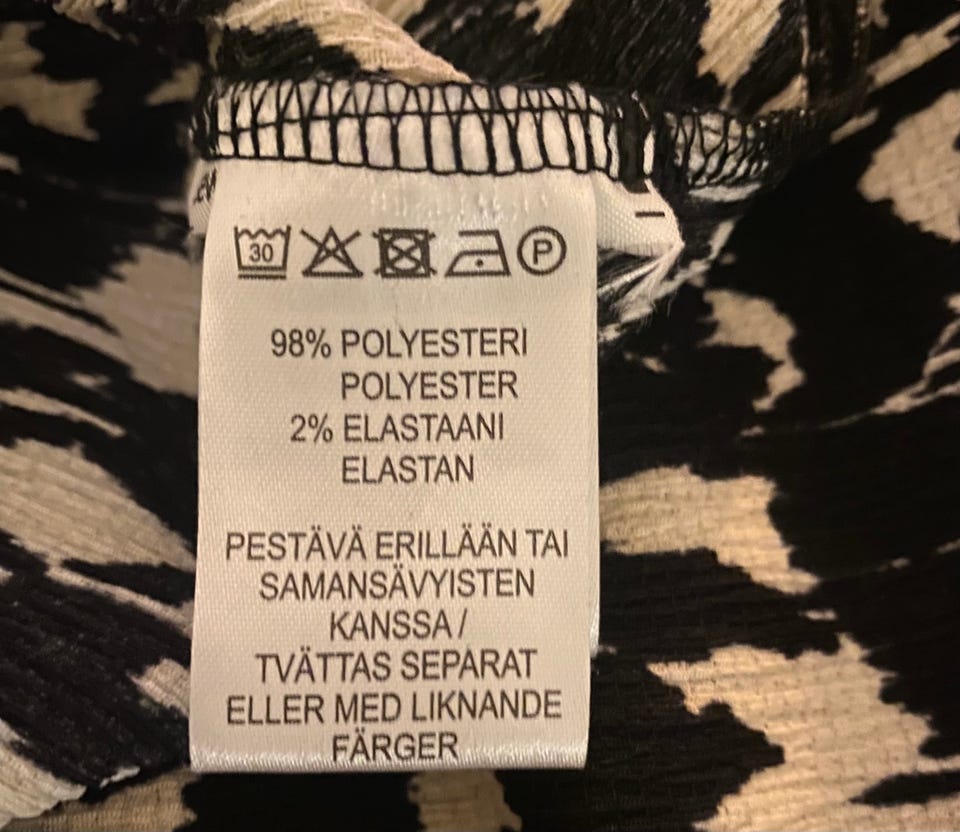 30 P
98% POLYESTERI
POLYESTER
2% ELASTAANI
ELASTAN
PESTÄVÄ ERILLÄÄN TAI
SAMANSÄVYISTEN
KANSSA /
TVÄTTAS SEPARAT
ELLER MED LIKNANDE
FÄRGER